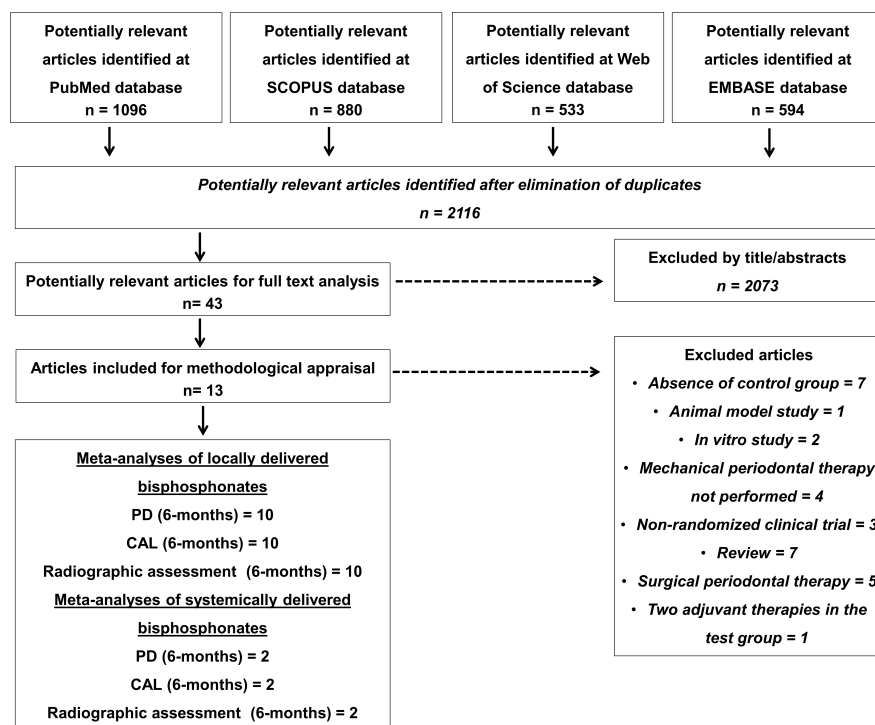 Potentially relevant
articles identified at
PubMed database
n = 1096
Potentially relevant
articles identified at
SCOPUS database
n = 880
Potentially relevant
articles identified at Web
of Science database
n = 533
Potentially relevant
articles identified at
EMBASE database
n = 594
Potentially relevant articles identified after elimination of duplicates
n = 2116
Potentially relevant articles for full text analysis
n= 43
Excluded by title/abstracts
n = 2073
Articles included for methodological appraisal
n= 13
Excluded articles
• Absence of control group = 7
• Animal model study = 1
• In vitro study = 2
• Mechanical periodontal therapy
not performed = 4
• Non-randomized clinical trial = 3
• Review = 7
• Surgical periodontal therapy = 5
• Two adjuvant therapies in the
test group = 1
Meta-analyses of locally delivered
bisphosphonates
PD (6-months) = 10
CAL (6-months) = 10
Radiographic assessment (6-months) = 10
Meta-analyses of systemically delivered
bisphosphonates
PD (6-months) = 2
CAL (6-months) = 2
Radiographic assessment (6-months) = 2